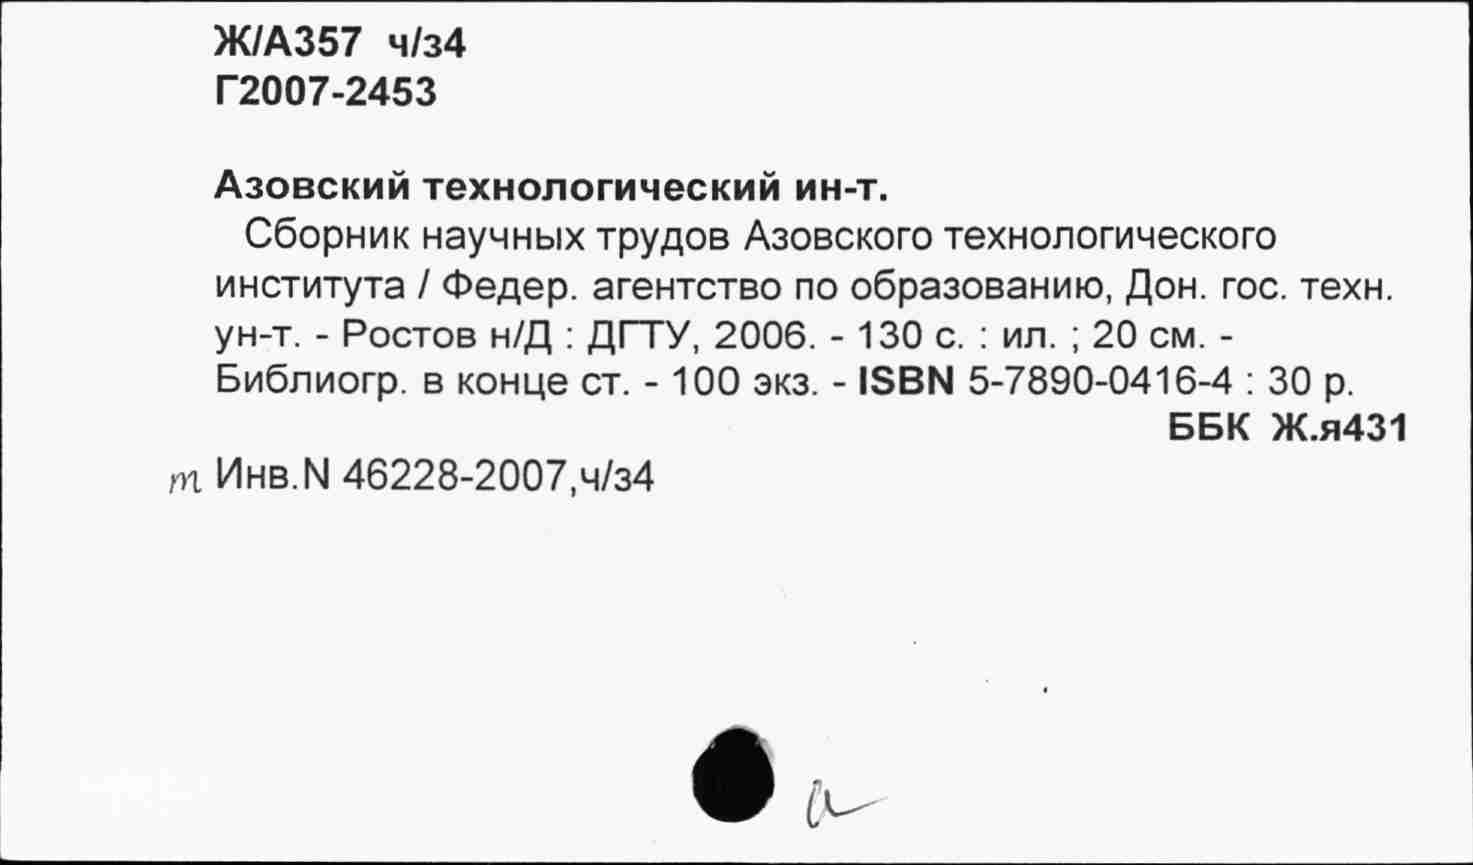 Ж/А357 ч/з4
Г2007-2453
Азовский технологический ин-т.
Сборник научных трудов Азовского технологического
института / Федер. агентство по образованию, Дон. гос. техн.
ун-т. - Ростов н/Д : ДГТУ, 2006. - 130 с. : ил. ; 20 см. -
Библиогр. в конце ст. - 100 экз. - ISBN 5-7890-0416-4 : 30 р.
ББК Ж.я431
т Инв.N 46228-2007,ч/з4
а